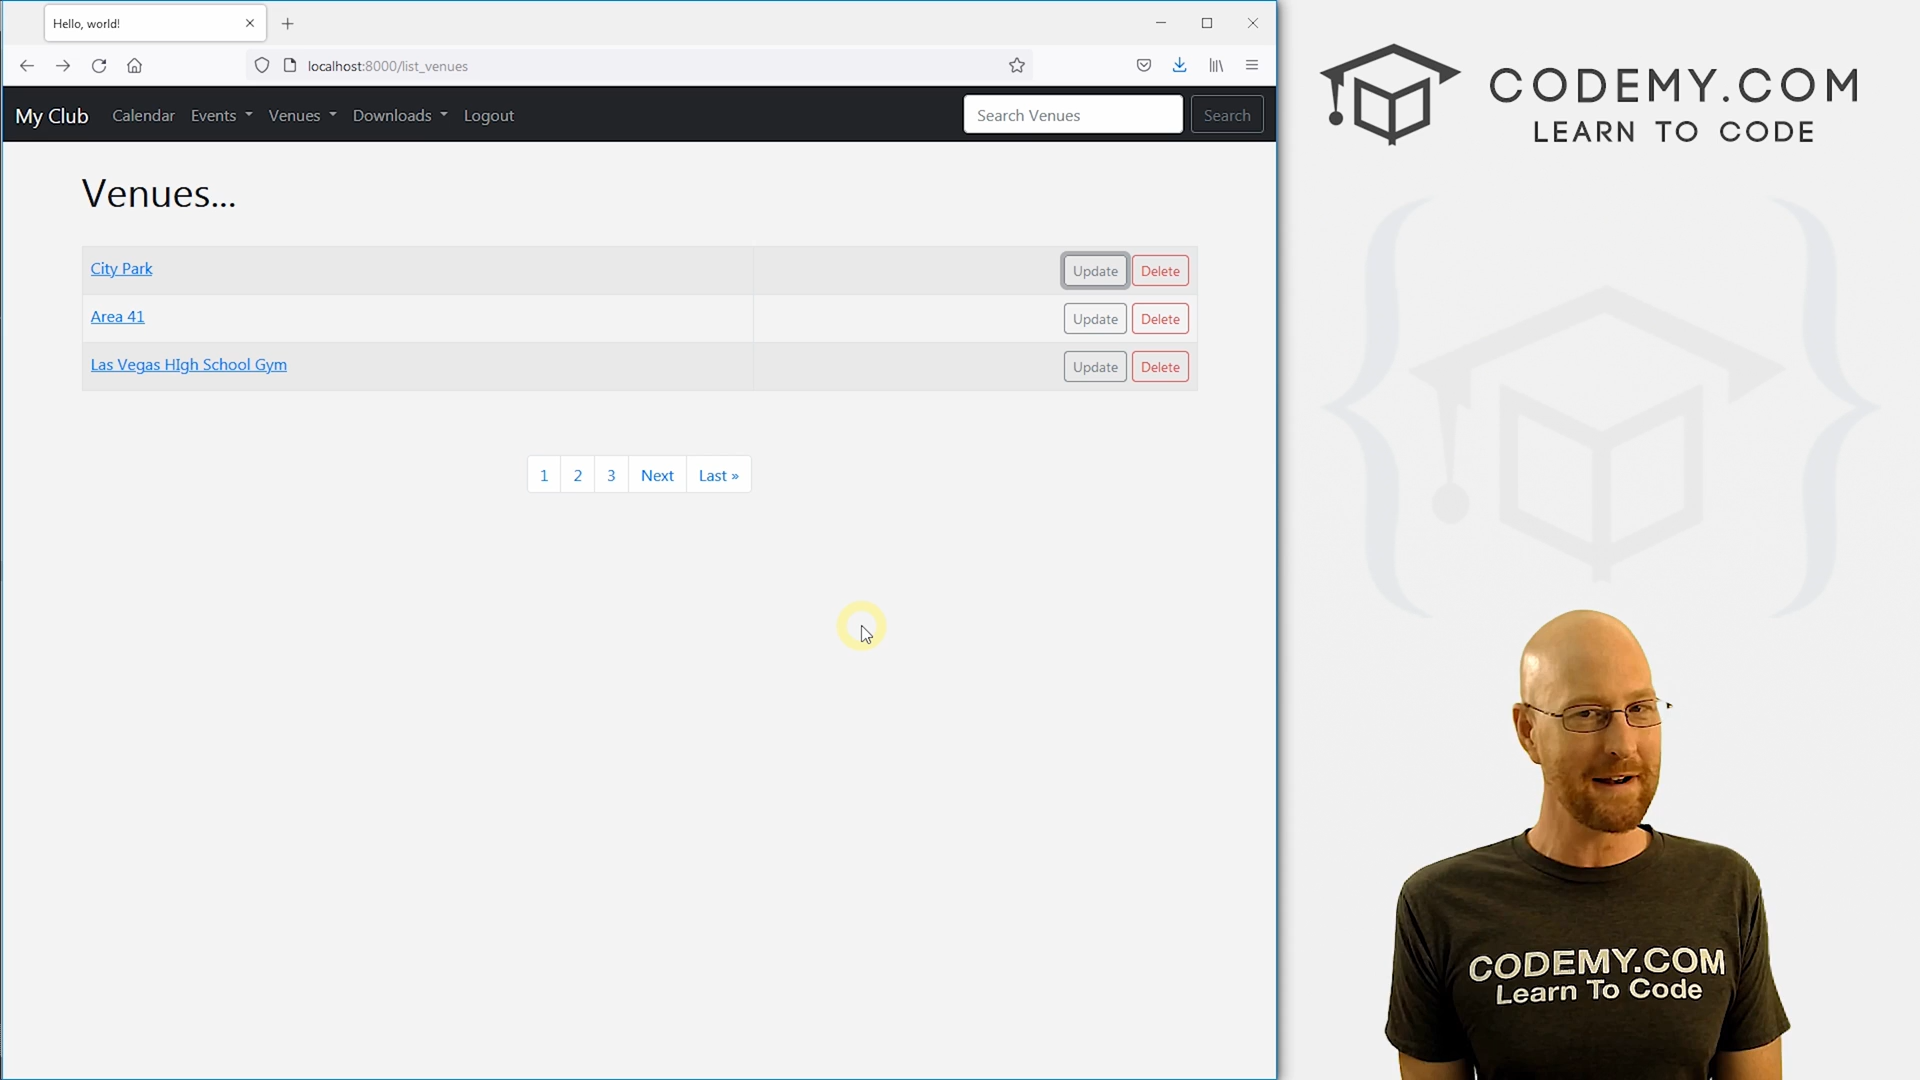 Hello, world!
localhost:8000/list_venues
My Club Calendar Events Venues Downloads Logout Search Venues Search
Venues...
City Park Update Delete
Area 41 Update Delete
Las Vegas HIgh School Gym Update Delete
1 2 3 Next Last »
CODEMY.COM
LEARN TO CODE
CODEMY.COM
Learn To Code